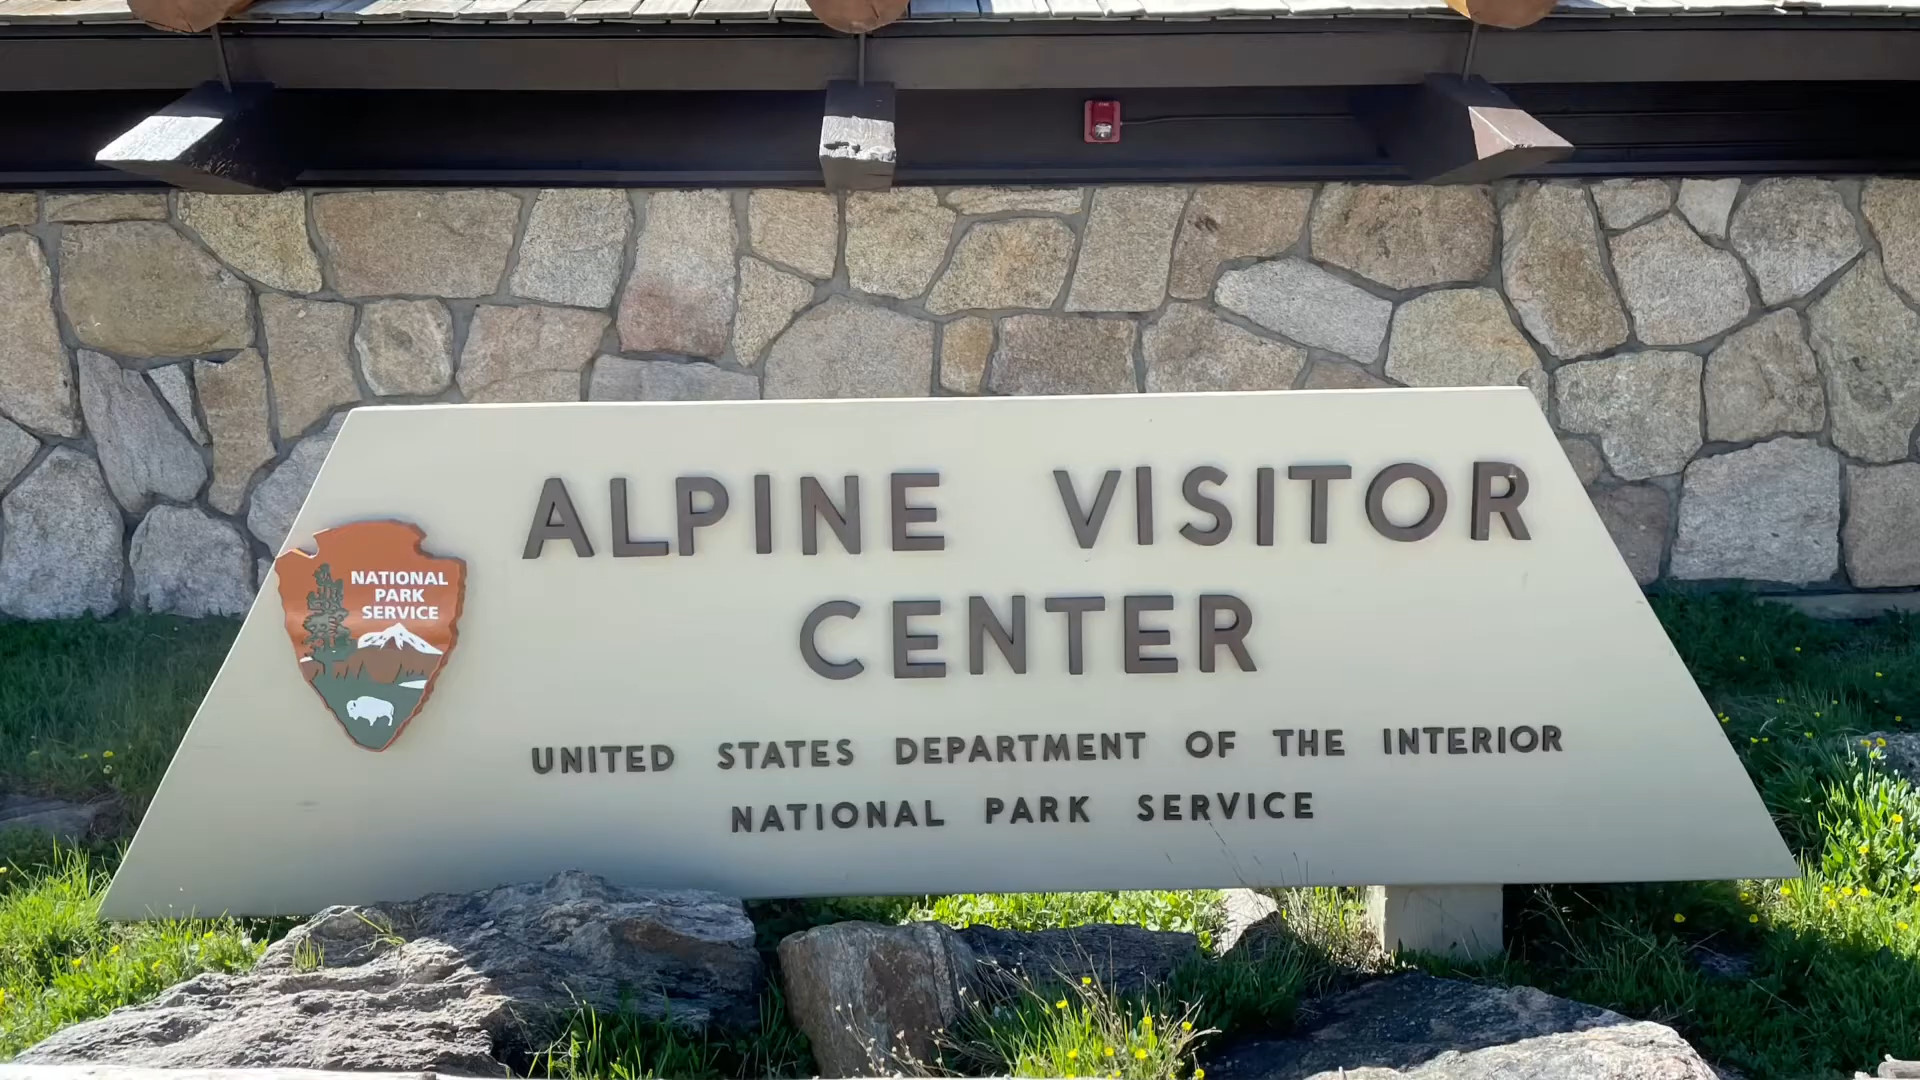 ALPINE VISITOR
CENTER
NATIONAL
PARK
SERVICE
UNITED STATES DEPARTMENT OF THE INTERIOR
NATIONAL PARK SERVICE